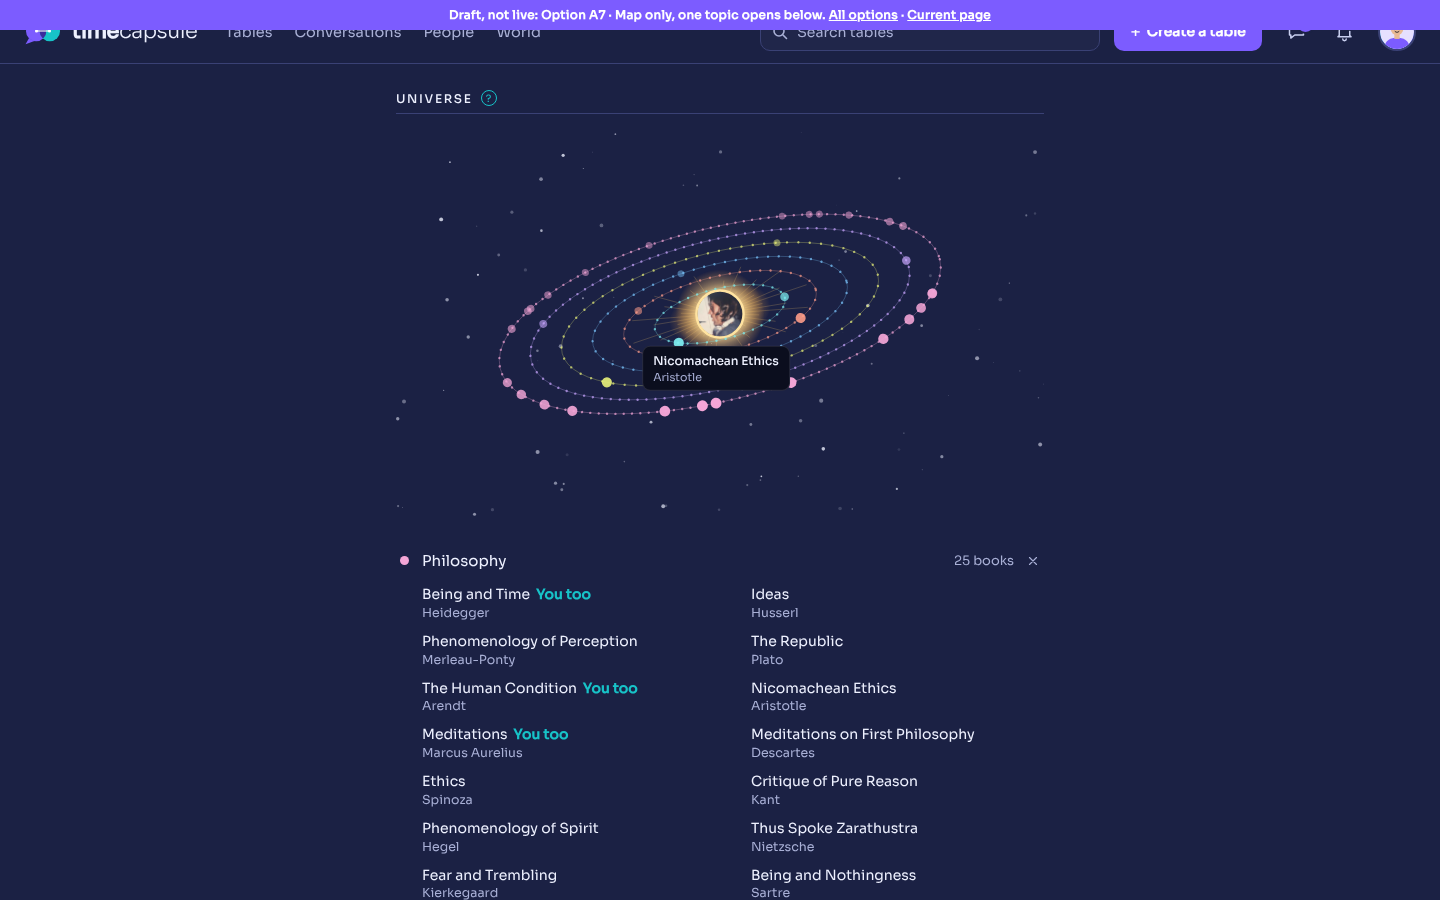 Draft, not live: Option A7 · Map only, one topic opens below. All options · Current page
timecapsule Tables Conversations People World Search tables + Create a table
UNIVERSE ?
Nicomachean Ethics
Aristotle
Philosophy 25 books ×
Being and Time You too
Heidegger
Ideas
Husserl
Phenomenology of Perception
Merleau-Ponty
The Republic
Plato
The Human Condition You too
Arendt
Nicomachean Ethics
Aristotle
Meditations You too
Marcus Aurelius
Meditations on First Philosophy
Descartes
Ethics
Spinoza
Critique of Pure Reason
Kant
Phenomenology of Spirit
Hegel
Thus Spoke Zarathustra
Nietzsche
Fear and Trembling
Kierkegaard
Being and Nothingness
Sartre